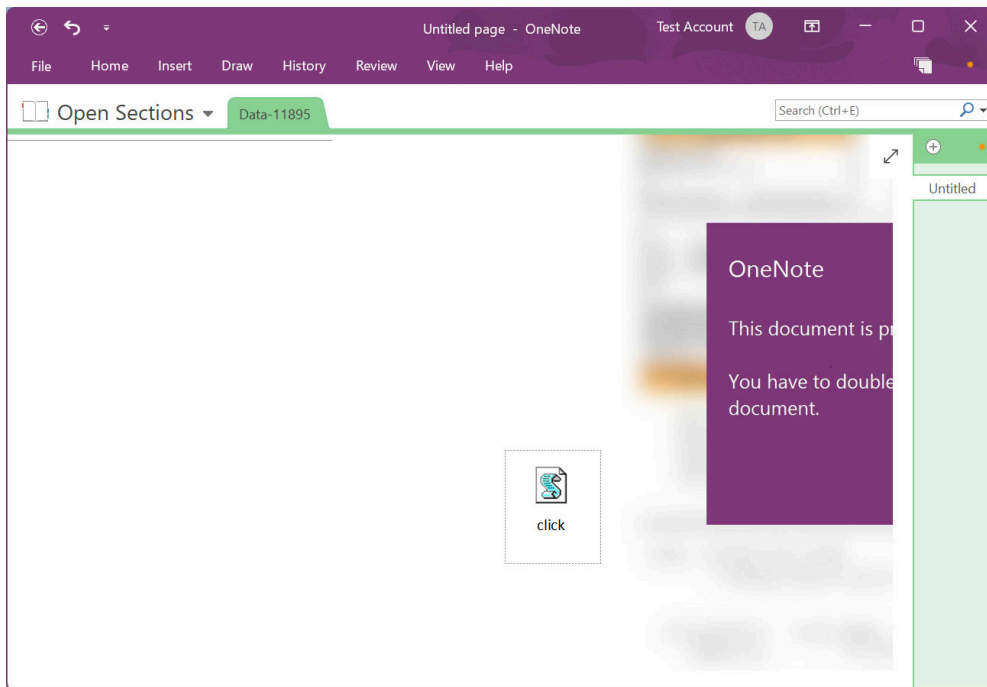 Untitled page - OneNote
Test Account
TA
File Home Insert Draw History Review View Help
Open Sections
Data-11895
Search (Ctrl+E)
Untitled
OneNote
This document is pr
You have to double
document.
click